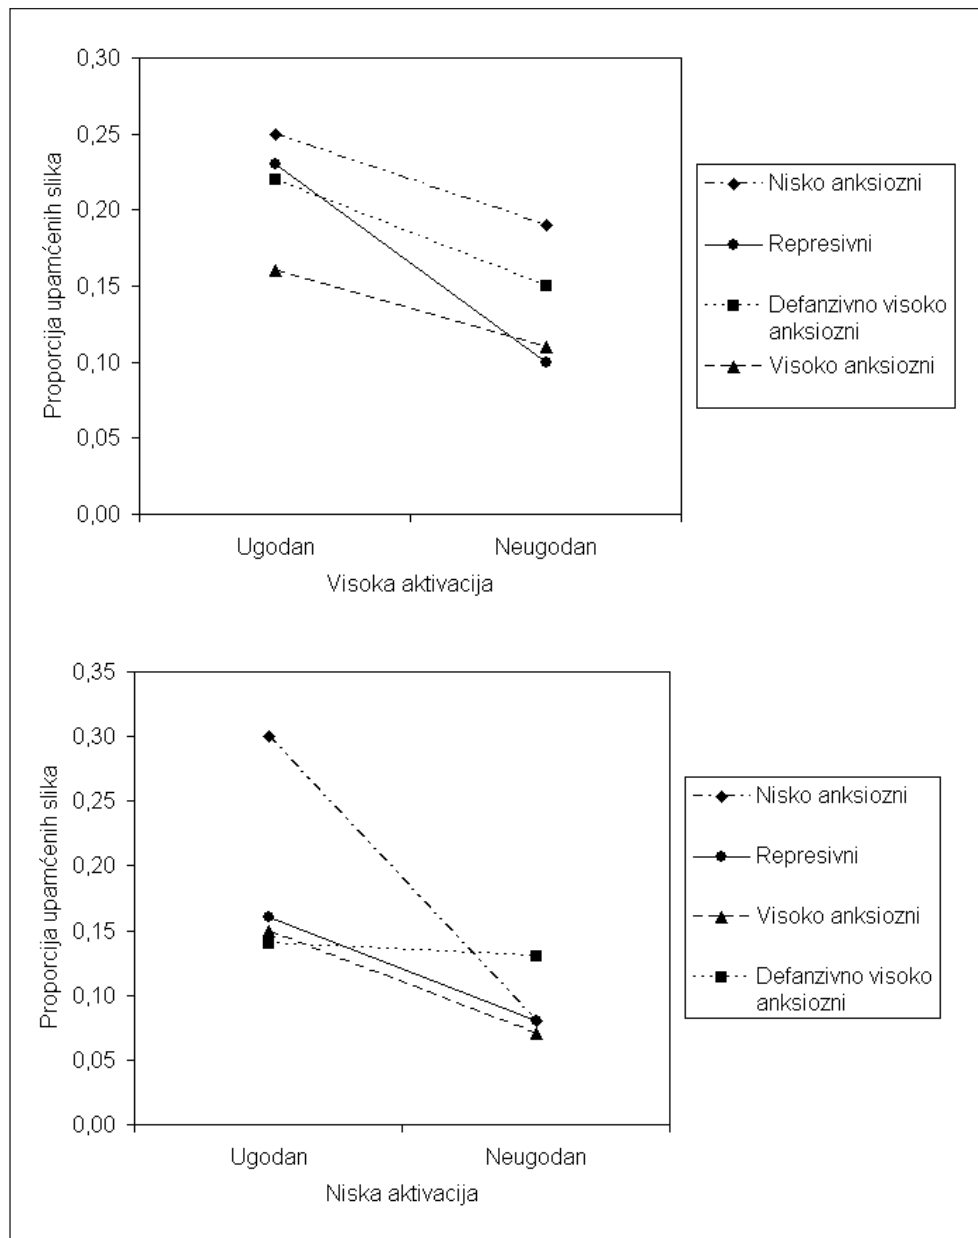 0,30
0,25
0,20
0,15
0,10
0,05
0,00
Proporcija upamćenih slika
Ugodan
Neugodan
Visoka aktivacija
Nisko anksiozni
Represivni
Defanzivno visoko
anksiozni
Visoko anksiozni
0,35
0,30
0,25
0,20
0,15
0,10
0,05
0,00
Proporcija upamćenih slika
Ugodan
Neugodan
Niska aktivacija
Nisko anksiozni
Represivni
Visoko anksiozni
Defanzivno visoko
anksiozni